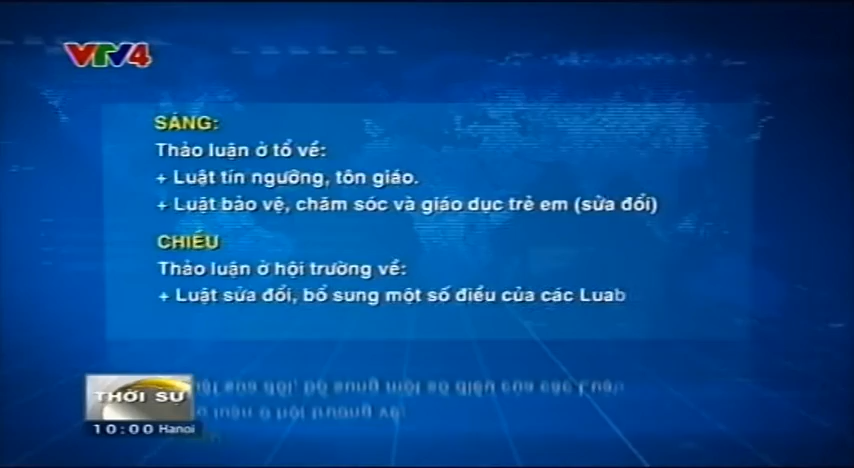 VTV4
SÁNG:
Thảo luận ở tổ về:
+ Luật tín ngưỡng, tôn giáo.
+ Luật bảo vệ, chăm sóc và giáo dục trẻ em (sửa đổi)
CHIỀU
Thảo luận ở hội trường về:
+ Luật sửa đổi, bổ sung một số điều của các
THỜI SỰ
10:00 Hanoi